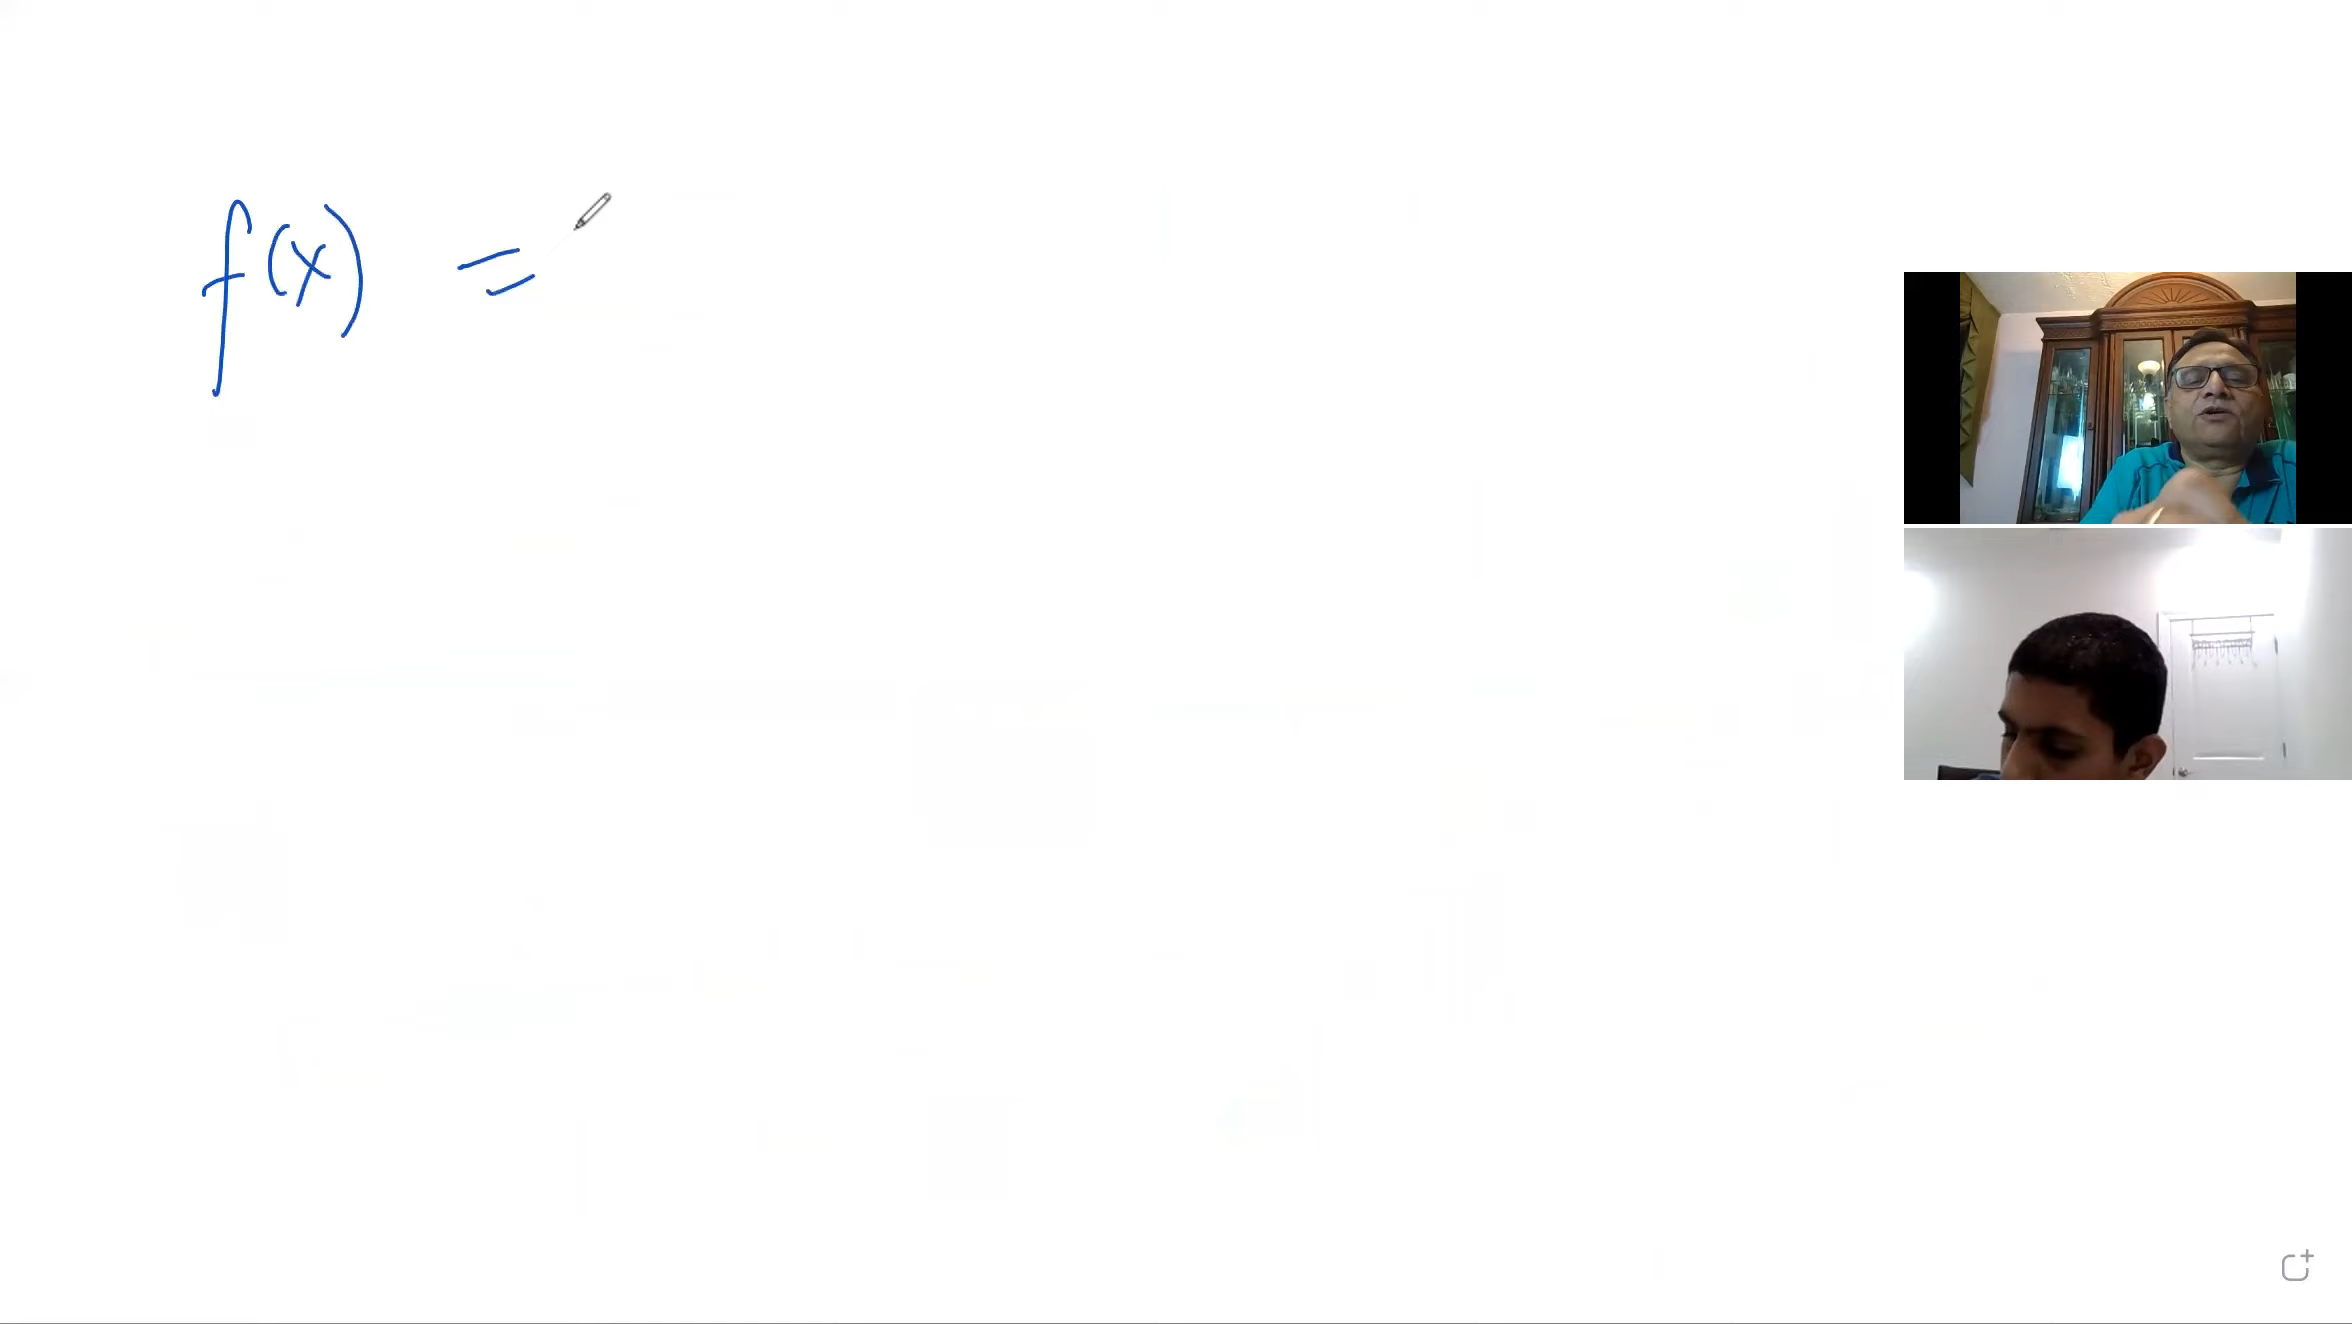 f(x) =